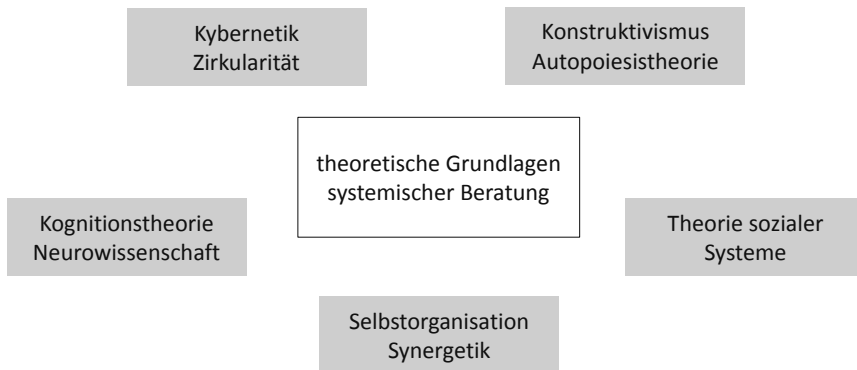 Kybernetik
Zirkularität
Konstruktivismus
Autopoiesistheorie
theoretische Grundlagen
systemischer Beratung
Kognitionstheorie
Neurowissenschaft
Theorie sozialer
Systeme
Selbstorganisation
Synergetik